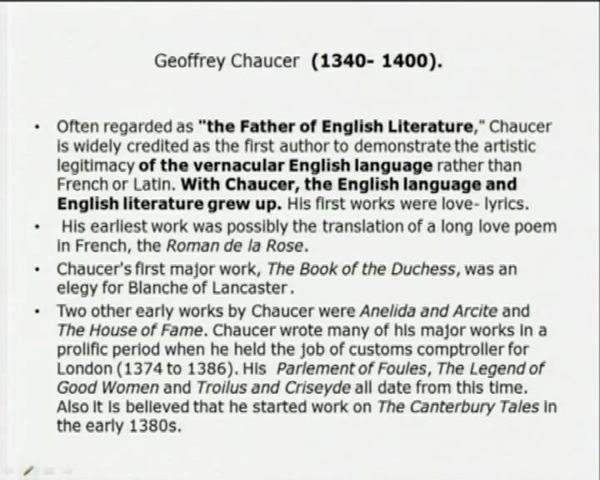 Geoffrey Chaucer (1340- 1400).
• Often regarded as "the Father of English Literature," Chaucer
is widely credited as the first author to demonstrate the artistic
legitimacy of the vernacular English language rather than
French or Latin. With Chaucer, the English language and
English literature grew up. His first works were love- lyrics.
• His earliest work was possibly the translation of a long love poem
in French, the Roman de la Rose.
• Chaucer's first major work, The Book of the Duchess, was an
elegy for Blanche of Lancaster.
• Two other early works by Chaucer were Anelida and Arcite and
The House of Fame. Chaucer wrote many of his major works in a
prolific period when he held the job of customs comptroller for
London (1374 to 1386). His Parlement of Foules, The Legend of
Good Women and Troilus and Criseyde all date from this time.
Also it is believed that he started work on The Canterbury Tales in
the early 1380s.